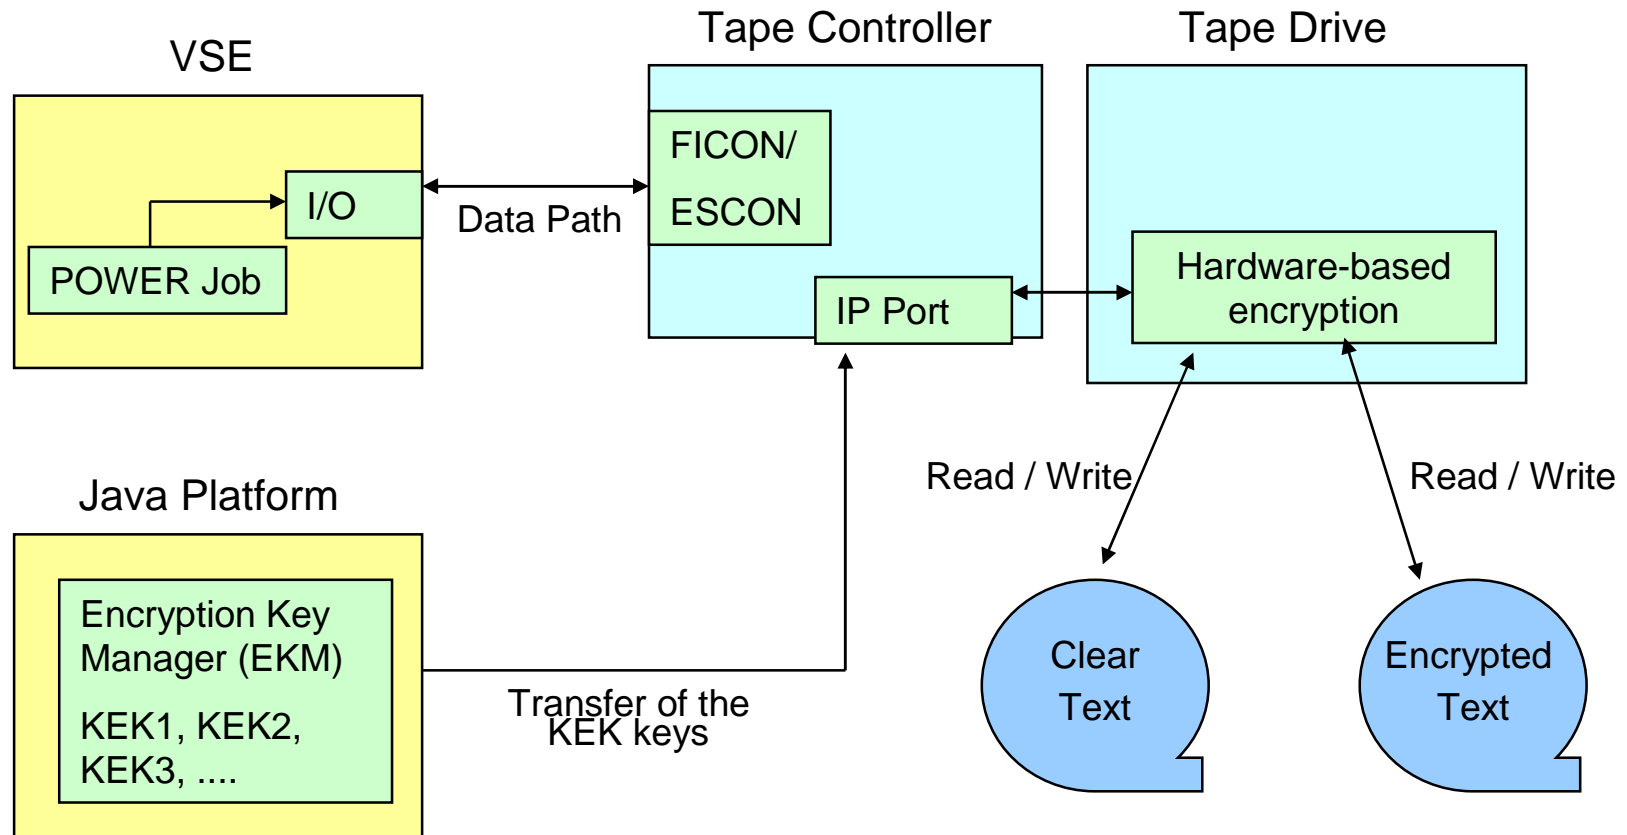 VSE
Tape Controller
Tape Drive
I/O
POWER Job
Data Path
FICON/
ESCON
IP Port
Hardware-based
encryption
Read / Write
Read / Write
Java Platform
Encryption Key
Manager (EKM)
KEK1, KEK2,
KEK3, ....
Transfer of the
KEK keys
Clear
Text
Encrypted
Text